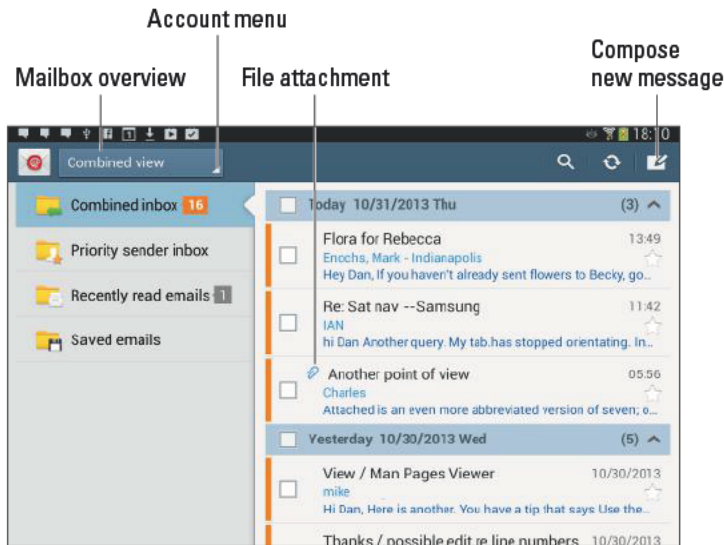 Account menu
Mailbox overview
File attachment
Compose
new message
18:10
Combined view
Combined inbox 16
Priority sender inbox
Recently read emails 1
Saved emails
Today 10/31/2013 Thu (3)
Flora for Rebecca 13:49
Enochs, Mark - Indianapolis
Hey Dan, If you haven't already sent flowers to Becky, go...
Re: Sat nav --Samsung 11:42
IAN
hi Dan Another query. My tab.has stopped orientating. In...
Another point of view 05:56
Charles
Attached is an even more abbreviated version of seven; o...
Yesterday 10/30/2013 Wed (5)
View / Man Pages Viewer 10/30/2013
mike
Hi Dan, Here is another. You have a tip that says Use the...
Thanks / possible edit re line numbers 10/30/2013